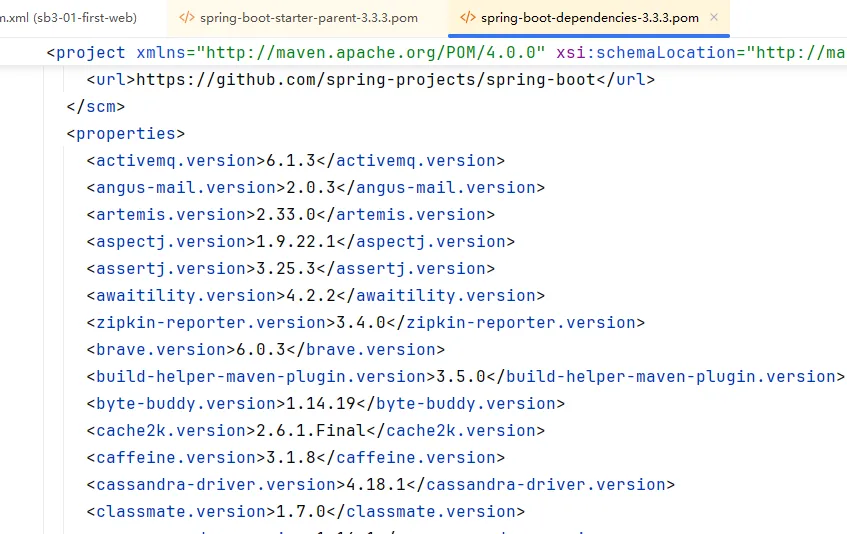 m.xml (sb3-01-first-web) spring-boot-starter-parent-3.3.3.pom spring-boot-dependencies-3.3.3.pom
<project xmlns="http://maven.apache.org/POM/4.0.0" xsi:schemaLocation="http://ma
<url>https://github.com/spring-projects/spring-boot</url>
</scm>
<properties>
<activemq.version>6.1.3</activemq.version>
<angus-mail.version>2.0.3</angus-mail.version>
<artemis.version>2.33.0</artemis.version>
<aspectj.version>1.9.22.1</aspectj.version>
<assertj.version>3.25.3</assertj.version>
<awaitility.version>4.2.2</awaitility.version>
<zipkin-reporter.version>3.4.0</zipkin-reporter.version>
<brave.version>6.0.3</brave.version>
<build-helper-maven-plugin.version>3.5.0</build-helper-maven-plugin.version>
<byte-buddy.version>1.14.19</byte-buddy.version>
<cache2k.version>2.6.1.Final</cache2k.version>
<caffeine.version>3.1.8</caffeine.version>
<cassandra-driver.version>4.18.1</cassandra-driver.version>
<classmate.version>1.7.0</classmate.version>